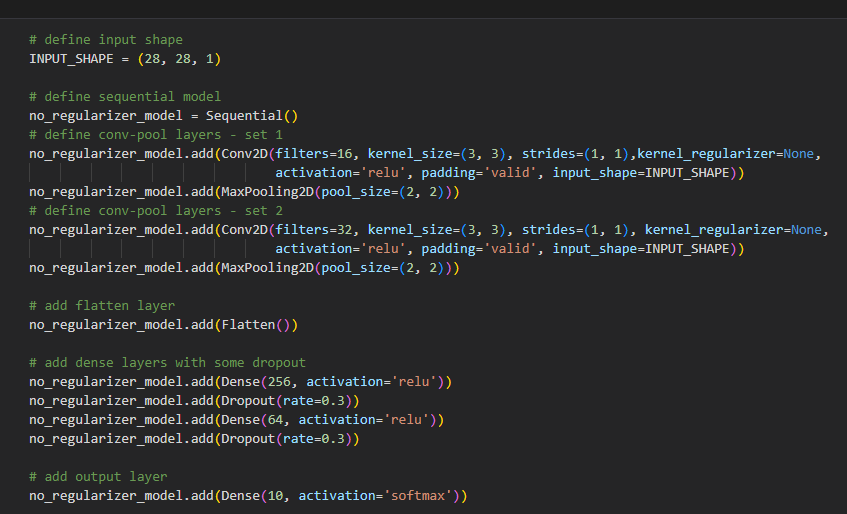 # define input shape
INPUT_SHAPE = (28, 28, 1)
# define sequential model
no_regularizer_model = Sequential()
# define conv-pool layers - set 1
no_regularizer_model.add(Conv2D(filters=16, kernel_size=(3, 3), strides=(1, 1),kernel_regularizer=None,
activation='relu', padding='valid', input_shape=INPUT_SHAPE))
no_regularizer_model.add(MaxPooling2D(pool_size=(2, 2)))
# define conv-pool layers - set 2
no_regularizer_model.add(Conv2D(filters=32, kernel_size=(3, 3), strides=(1, 1), kernel_regularizer=None,
activation='relu', padding='valid', input_shape=INPUT_SHAPE))
no_regularizer_model.add(MaxPooling2D(pool_size=(2, 2)))
# add flatten layer
no_regularizer_model.add(Flatten())
# add dense layers with some dropout
no_regularizer_model.add(Dense(256, activation='relu'))
no_regularizer_model.add(Dropout(rate=0.3))
no_regularizer_model.add(Dense(64, activation='relu'))
no_regularizer_model.add(Dropout(rate=0.3))
# add output layer
no_regularizer_model.add(Dense(10, activation='softmax'))